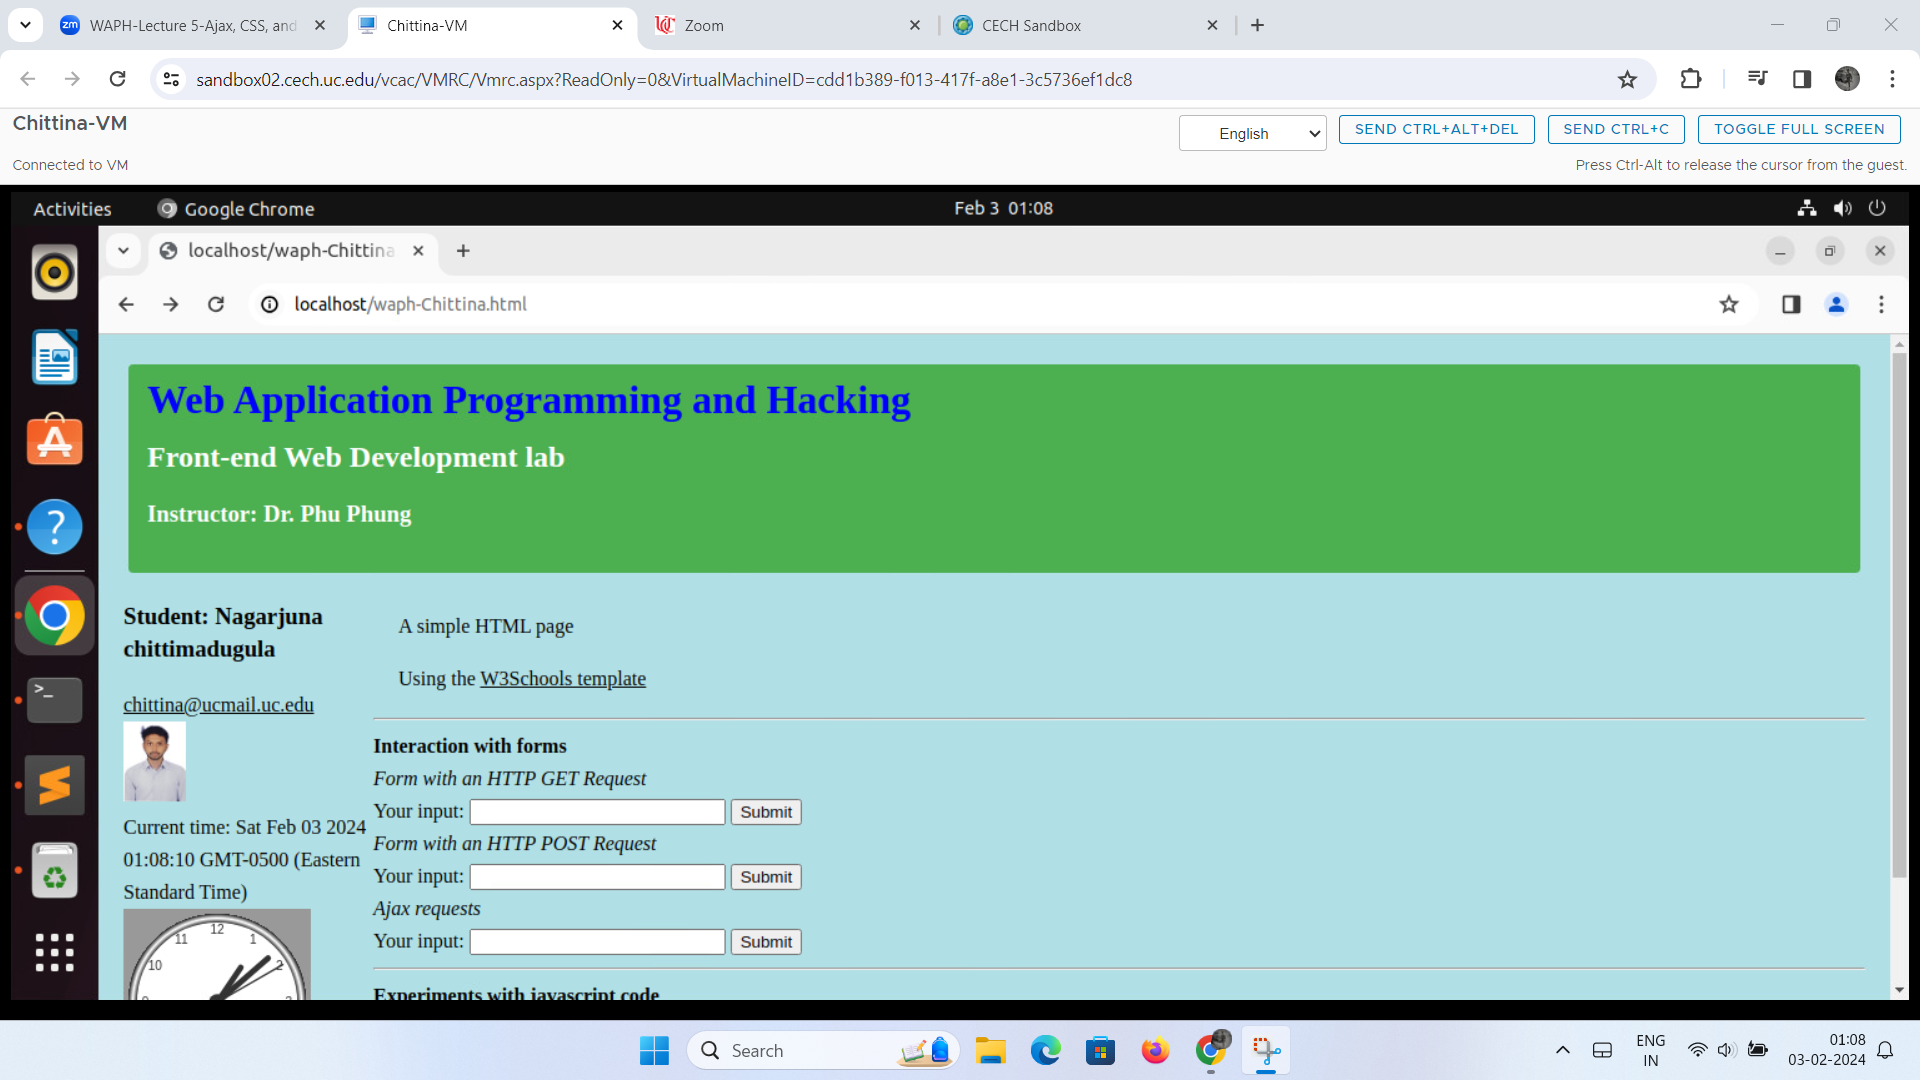 WAPH-Lecture 5-Ajax, CSS, and
Chittina-VM
Zoom
CECH Sandbox
sandbox02.cech.uc.edu/vcac/VMRC/Vmrc.aspx?ReadOnly=0&VirtualMachineID=cdd1b389-f013-417f-a8e1-3c5736ef1dc8
Chittina-VM
English
SEND CTRL+ALT+DEL
SEND CTRL+C
TOGGLE FULL SCREEN
Connected to VM
Press Ctrl-Alt to release the cursor from the guest.
Activities
Google Chrome
Feb 3 01:08
localhost/waph-Chittina
localhost/waph-Chittina.html
Web Application Programming and Hacking
Front-end Web Development lab
Instructor: Dr. Phu Phung
Student: Nagarjuna
chittimadugula
chittina@ucmail.uc.edu
Current time: Sat Feb 03 2024
01:08:10 GMT-0500 (Eastern
Standard Time)
12
11
1
10
2
A simple HTML page
Using the W3Schools template
Interaction with forms
Form with an HTTP GET Request
Your input: Submit
Form with an HTTP POST Request
Your input: Submit
Ajax requests
Your input: Submit
Experiments with javascript code
Search
ENG
IN
01:08
03-02-2024